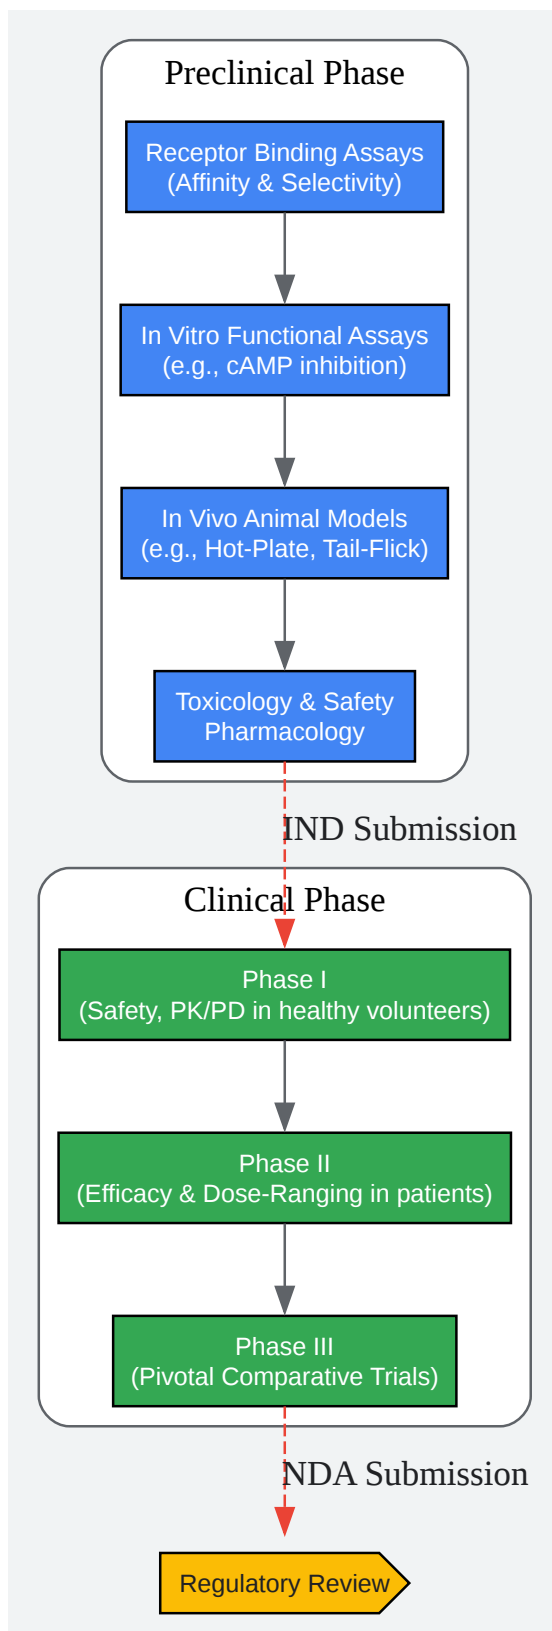 Preclinical Phase
Receptor Binding Assays
(Affinity & Selectivity)
In Vitro Functional Assays
(e.g., cAMP inhibition)
In Vivo Animal Models
(e.g., Hot-Plate, Tail-Flick)
Toxicology & Safety
Pharmacology
IND Submission
Clinical Phase
Phase I
(Safety, PK/PD in healthy volunteers)
Phase II
(Efficacy & Dose-Ranging in patients)
Phase III
(Pivotal Comparative Trials)
NDA Submission
Regulatory Review